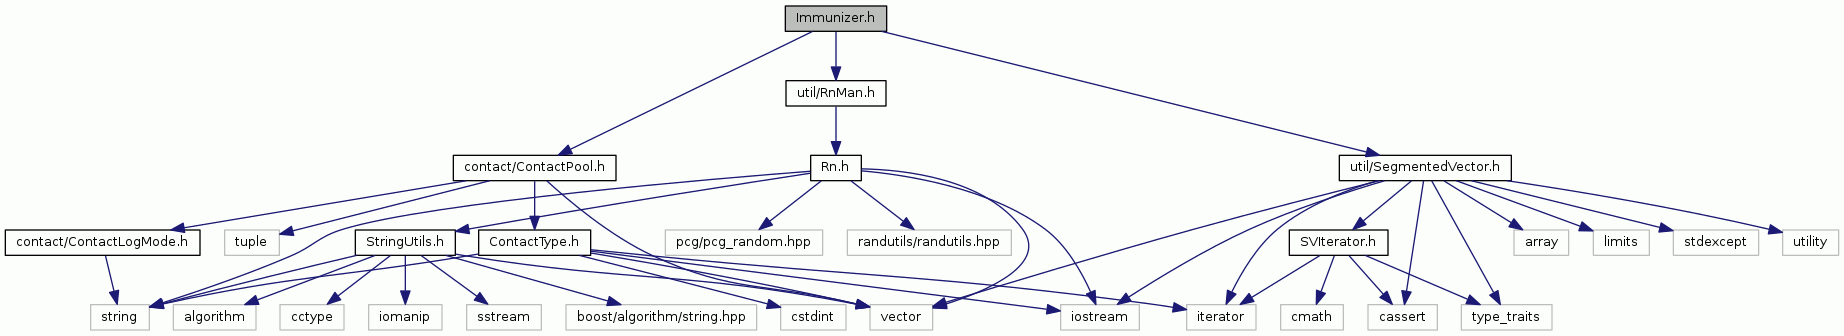 Immunizer.h
util/RnMan.h
contact/ContactPool.h
Rn.h
util/SegmentedVector.h
contact/ContactLogMode.h
tuple
StringUtils.h
ContactType.h
pcg/pcg_random.hpp
randutils/randutils.hpp
SVIterator.h
array
limits
stdexcept
utility
string
algorithm
cctype
iomanip
sstream
boost/algorithm/string.hpp
cstdint
vector
iostream
iterator
cmath
cassert
type_traits